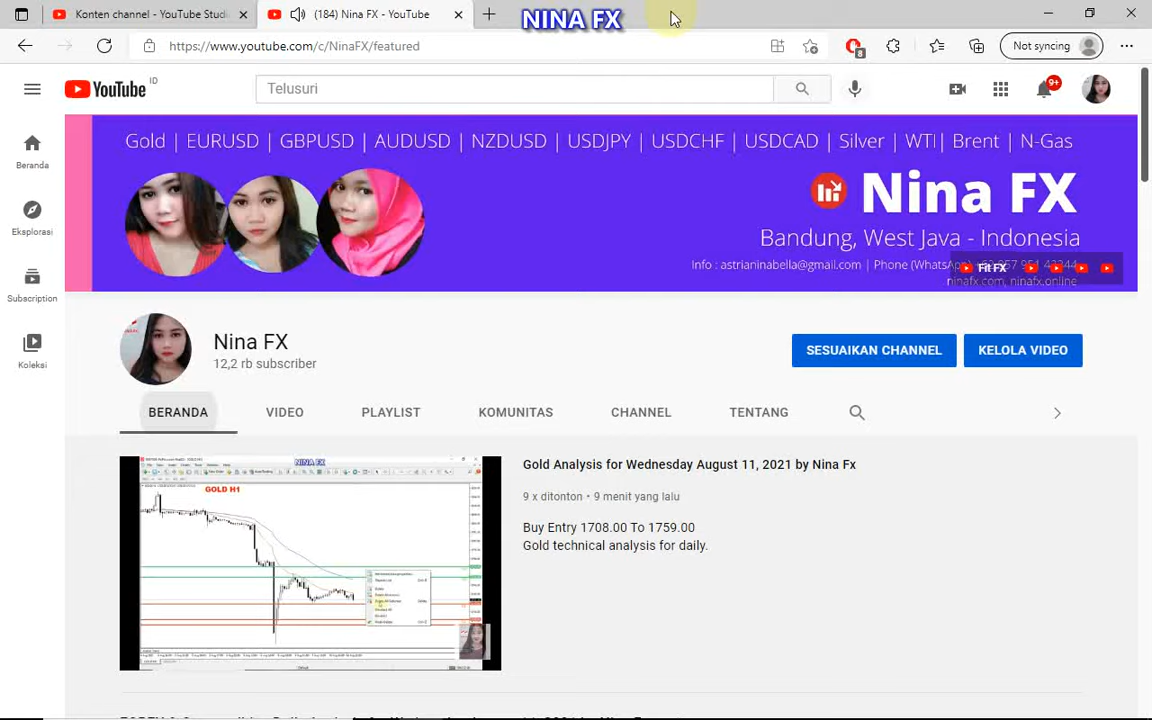 Konten channel - YouTube Studi
(184) Nina FX - YouTube
NINA FX
https://www.youtube.com/c/NinaFX/featured
8
Not syncing
YouTube ID
Telusuri
9+
Beranda
Eksplorasi
Subscription
Koleksi
Gold | EURUSD | GBPUSD | AUDUSD | NZDUSD | USDJPY | USDCHF | USDCAD | Silver | WTI | Brent | N-Gas
Nina FX
Bandung, West Java - Indonesia
Info : astrianinabella@gmail.com | Phone (WhatsApp)
Fit FX
ninafx.com, ninafx.online
Nina FX
12,2 rb subscriber
SESUAIKAN CHANNEL
KELOLA VIDEO
BERANDA
VIDEO
PLAYLIST
KOMUNITAS
CHANNEL
TENTANG
NINA FX
GOLD H1
Gold Analysis for Wednesday August 11, 2021 by Nina Fx
9 x ditonton • 9 menit yang lalu
Buy Entry 1708.00 To 1759.00
Gold technical analysis for daily.